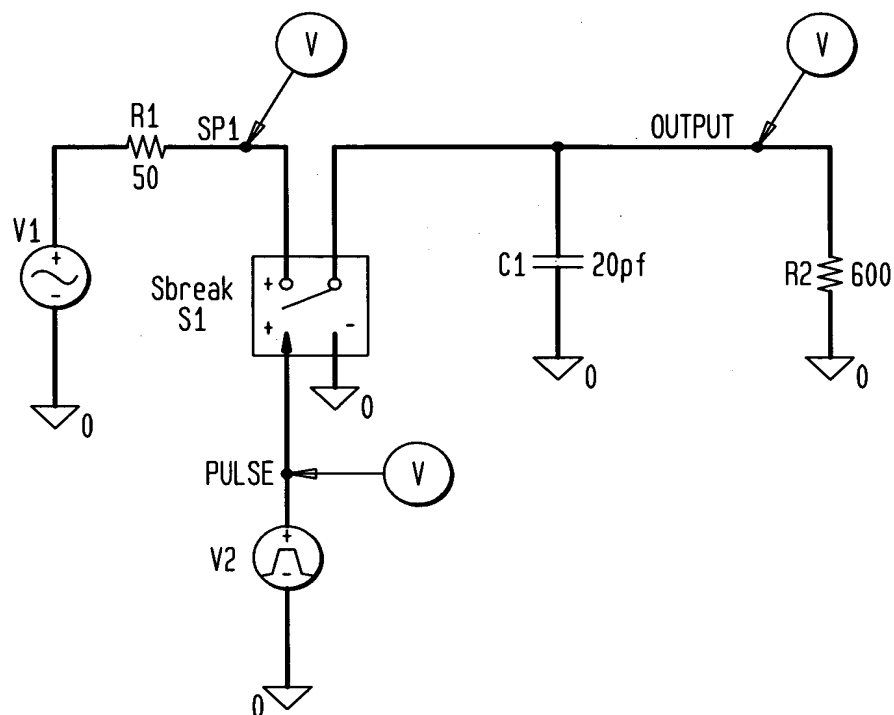 V
V
R1
SP1
OUTPUT
50
V1
+
-
Sbreak
S1
+
+
-
C1
20pf
R2
600
0
0
0
0
PULSE
V
V2
+
-
0